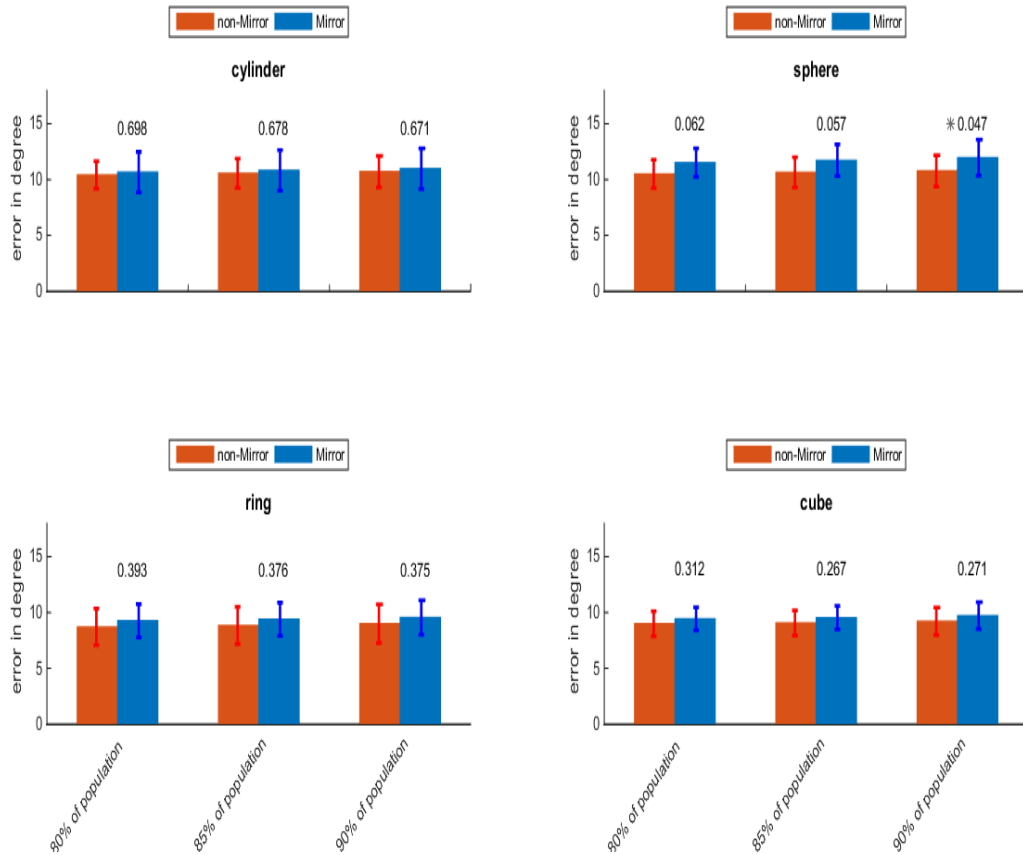 non-Mirror Mirror
cylinder
error in degree
15
10
5
0
0.698 0.678 0.671
non-Mirror Mirror
sphere
error in degree
15
10
5
0
0.062 0.057 *0.047
non-Mirror Mirror
ring
error in degree
15
10
5
0
0.393 0.376 0.375
80% of population
85% of population
90% of population
non-Mirror Mirror
cube
error in degree
15
10
5
0
0.312 0.267 0.271
80% of population
85% of population
90% of population